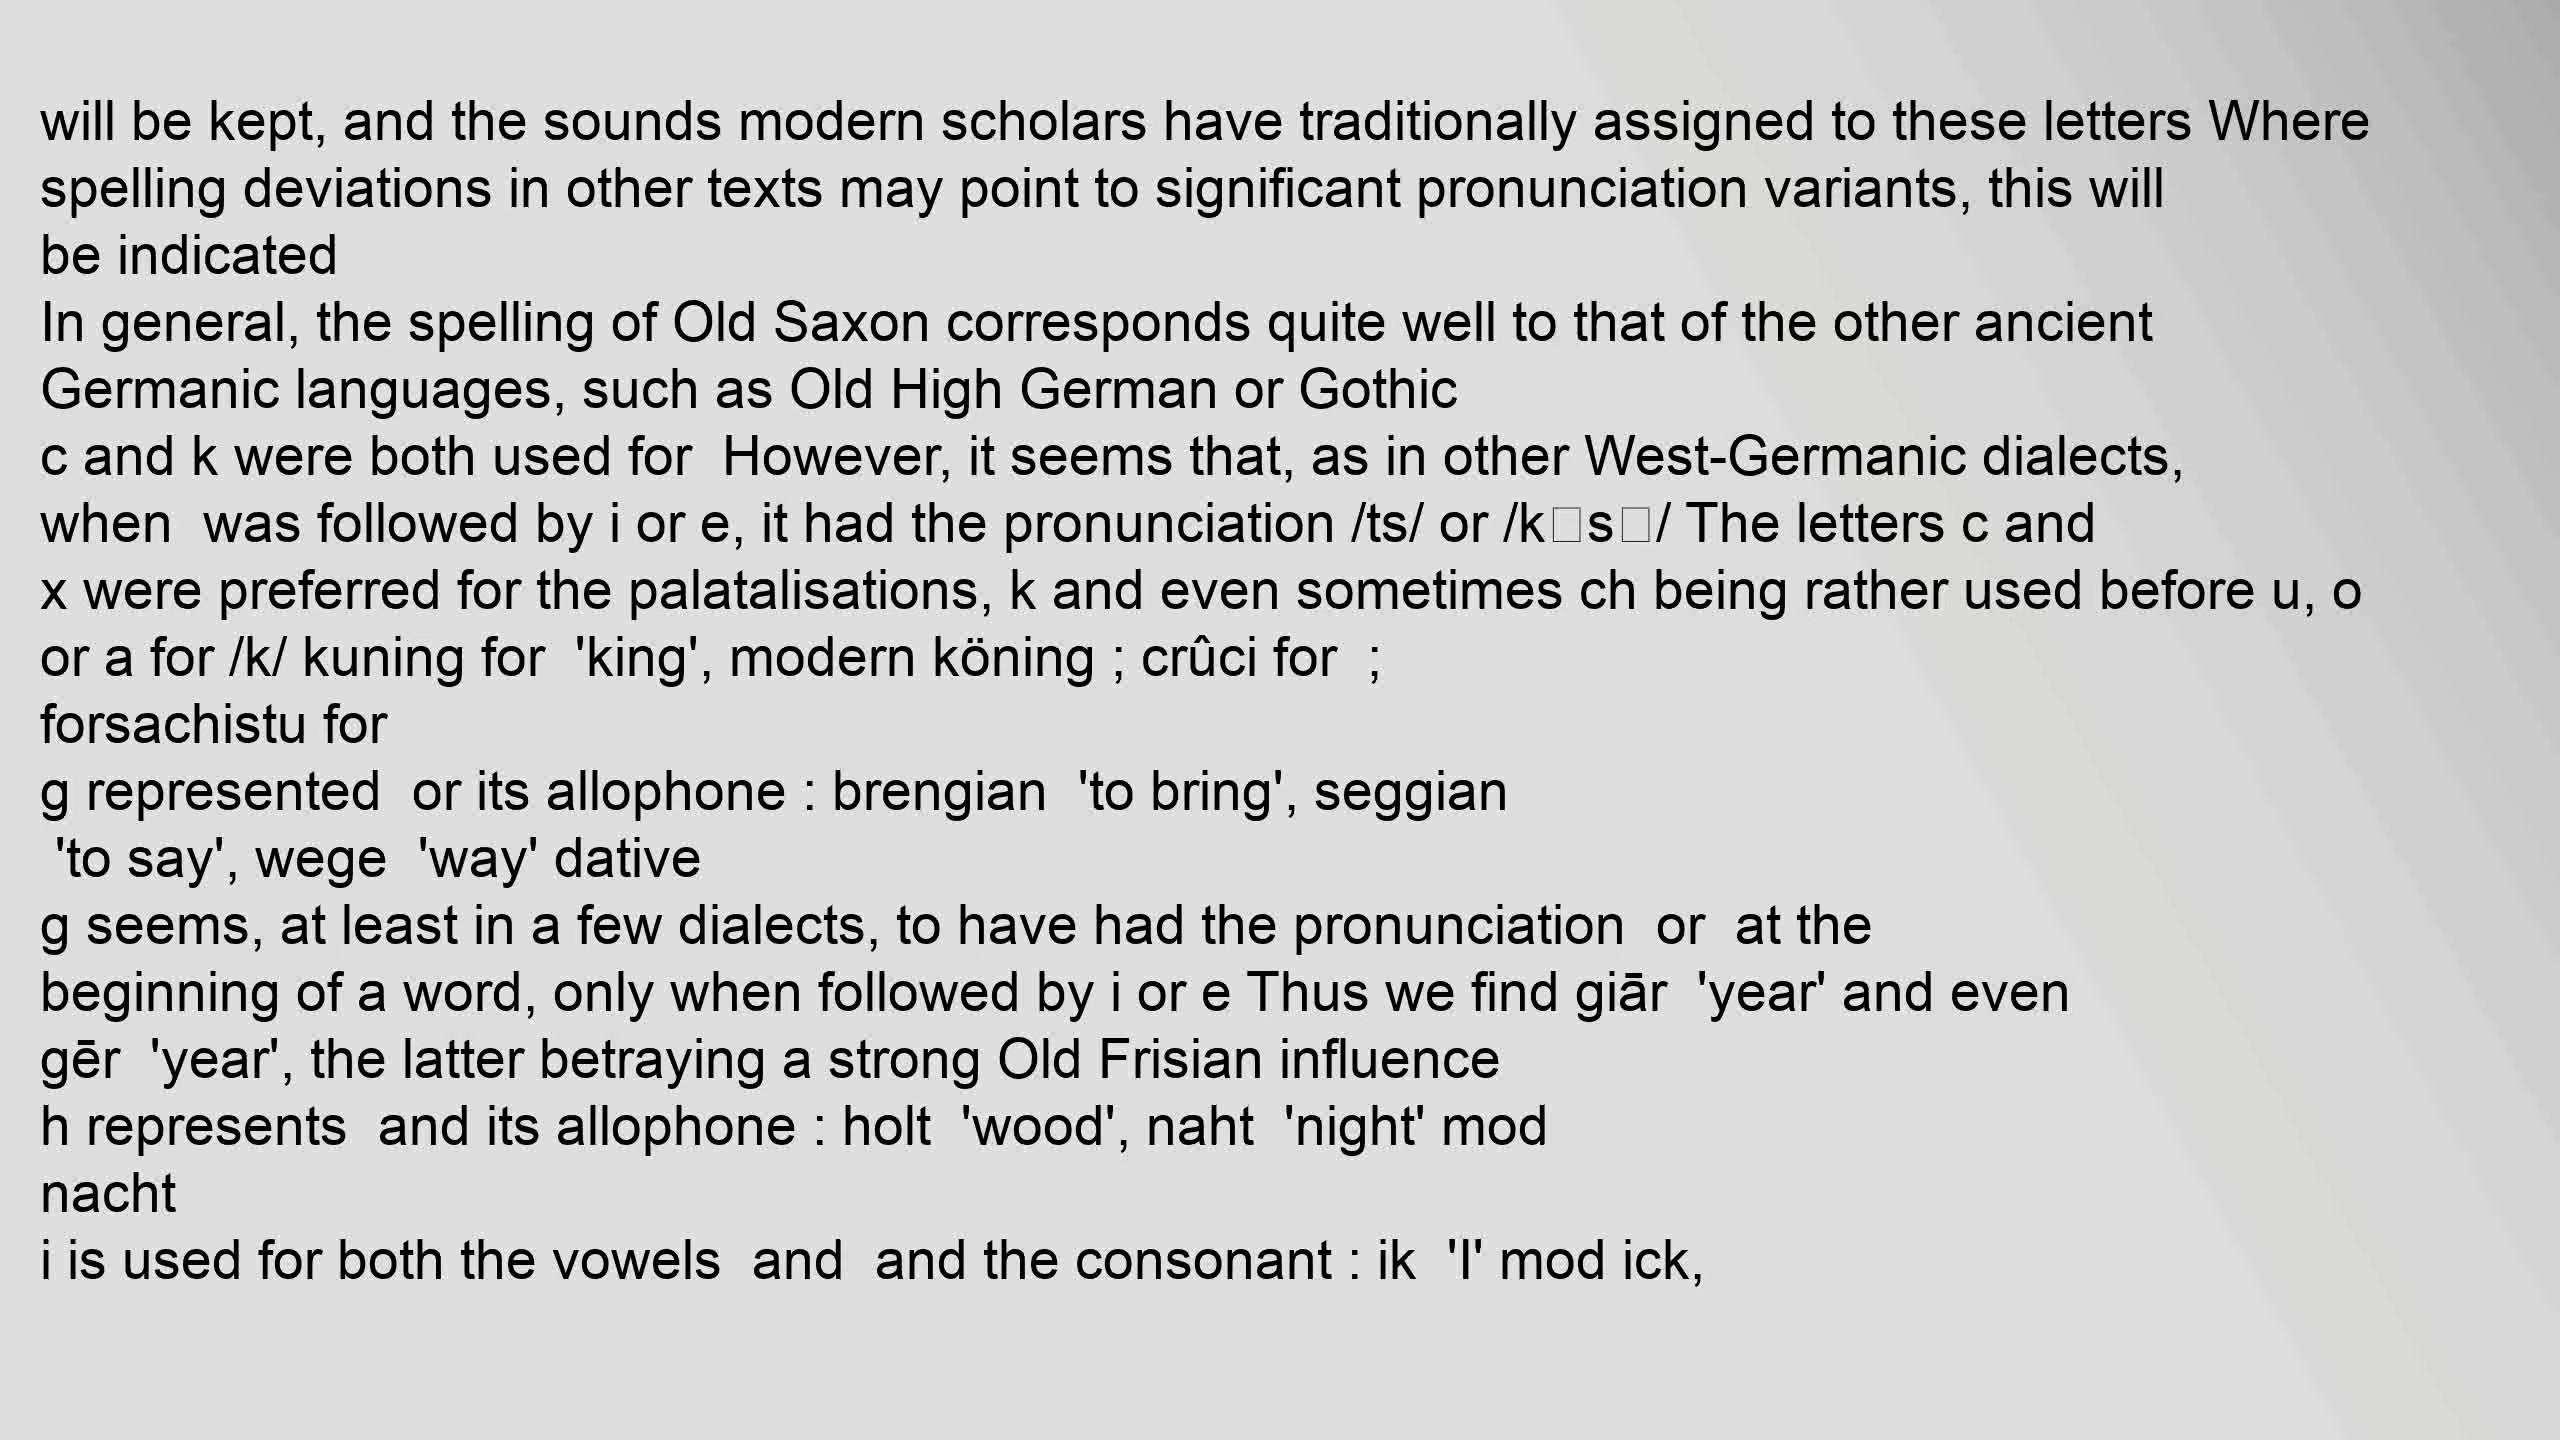 will be kept, and the sounds modern scholars have traditionally assigned to these letters Where
spelling deviations in other texts may point to significant pronunciation variants, this will
be indicated
In general, the spelling of Old Saxon corresponds quite well to that of the other ancient
Germanic languages, such as Old High German or Gothic
c and k were both used for  However, it seems that, as in other West-Germanic dialects,
when  was followed by i or e, it had the pronunciation /ts/ or /k□s□/ The letters c and
x were preferred for the palatalisations, k and even sometimes ch being rather used before u, o
or a for /k/ kuning for  'king', modern köning ; crûci for  ;
forsachistu for
g represented  or its allophone : brengian  'to bring', seggian
 'to say', wege  'way' dative
g seems, at least in a few dialects, to have had the pronunciation  or  at the
beginning of a word, only when followed by i or e Thus we find giār  'year' and even
gēr  'year', the latter betraying a strong Old Frisian influence
h represents  and its allophone : holt  'wood', naht  'night' mod
nacht
i is used for both the vowels  and  and the consonant : ik  'I' mod ick,